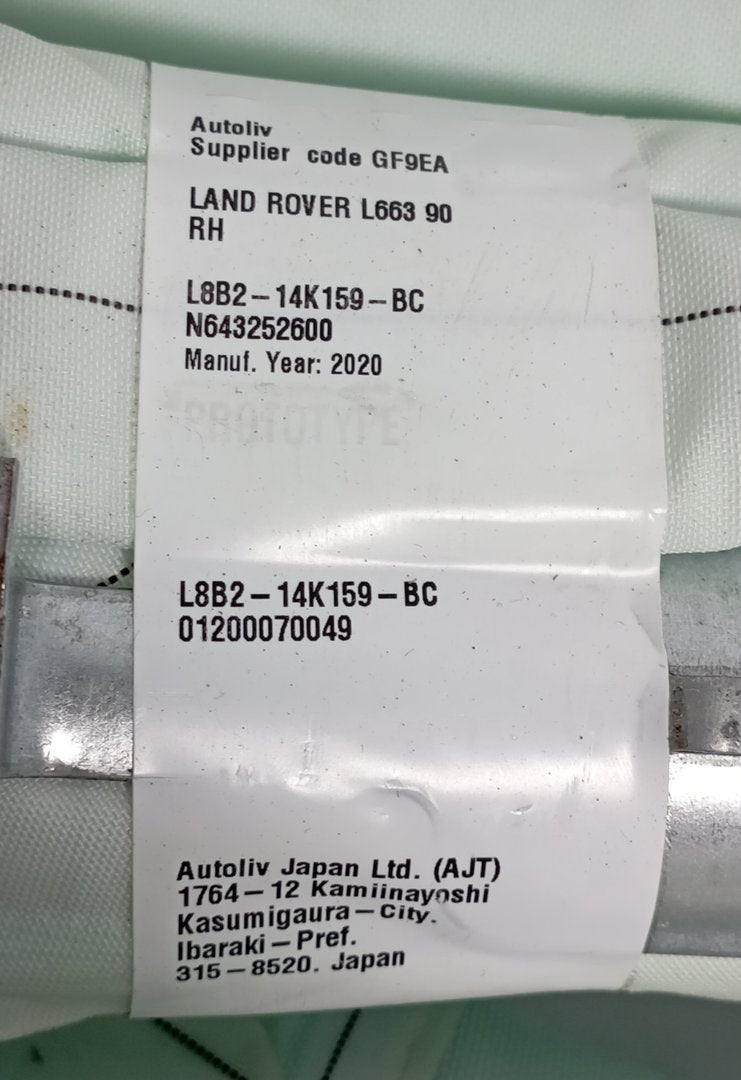 Autoliv
Supplier code GF9EA
LAND ROVER L663 90
RH
L8B2-14K159-BC
N643252600
Manuf. Year: 2020
PROTOTYPE
L8B2-14K159-BC
01200070049
Autoliv Japan Ltd. (AJT)
1764-12 Kamiinayoshi
Kasumigaura-City.
Ibaraki-Pref.
315-8520. Japan